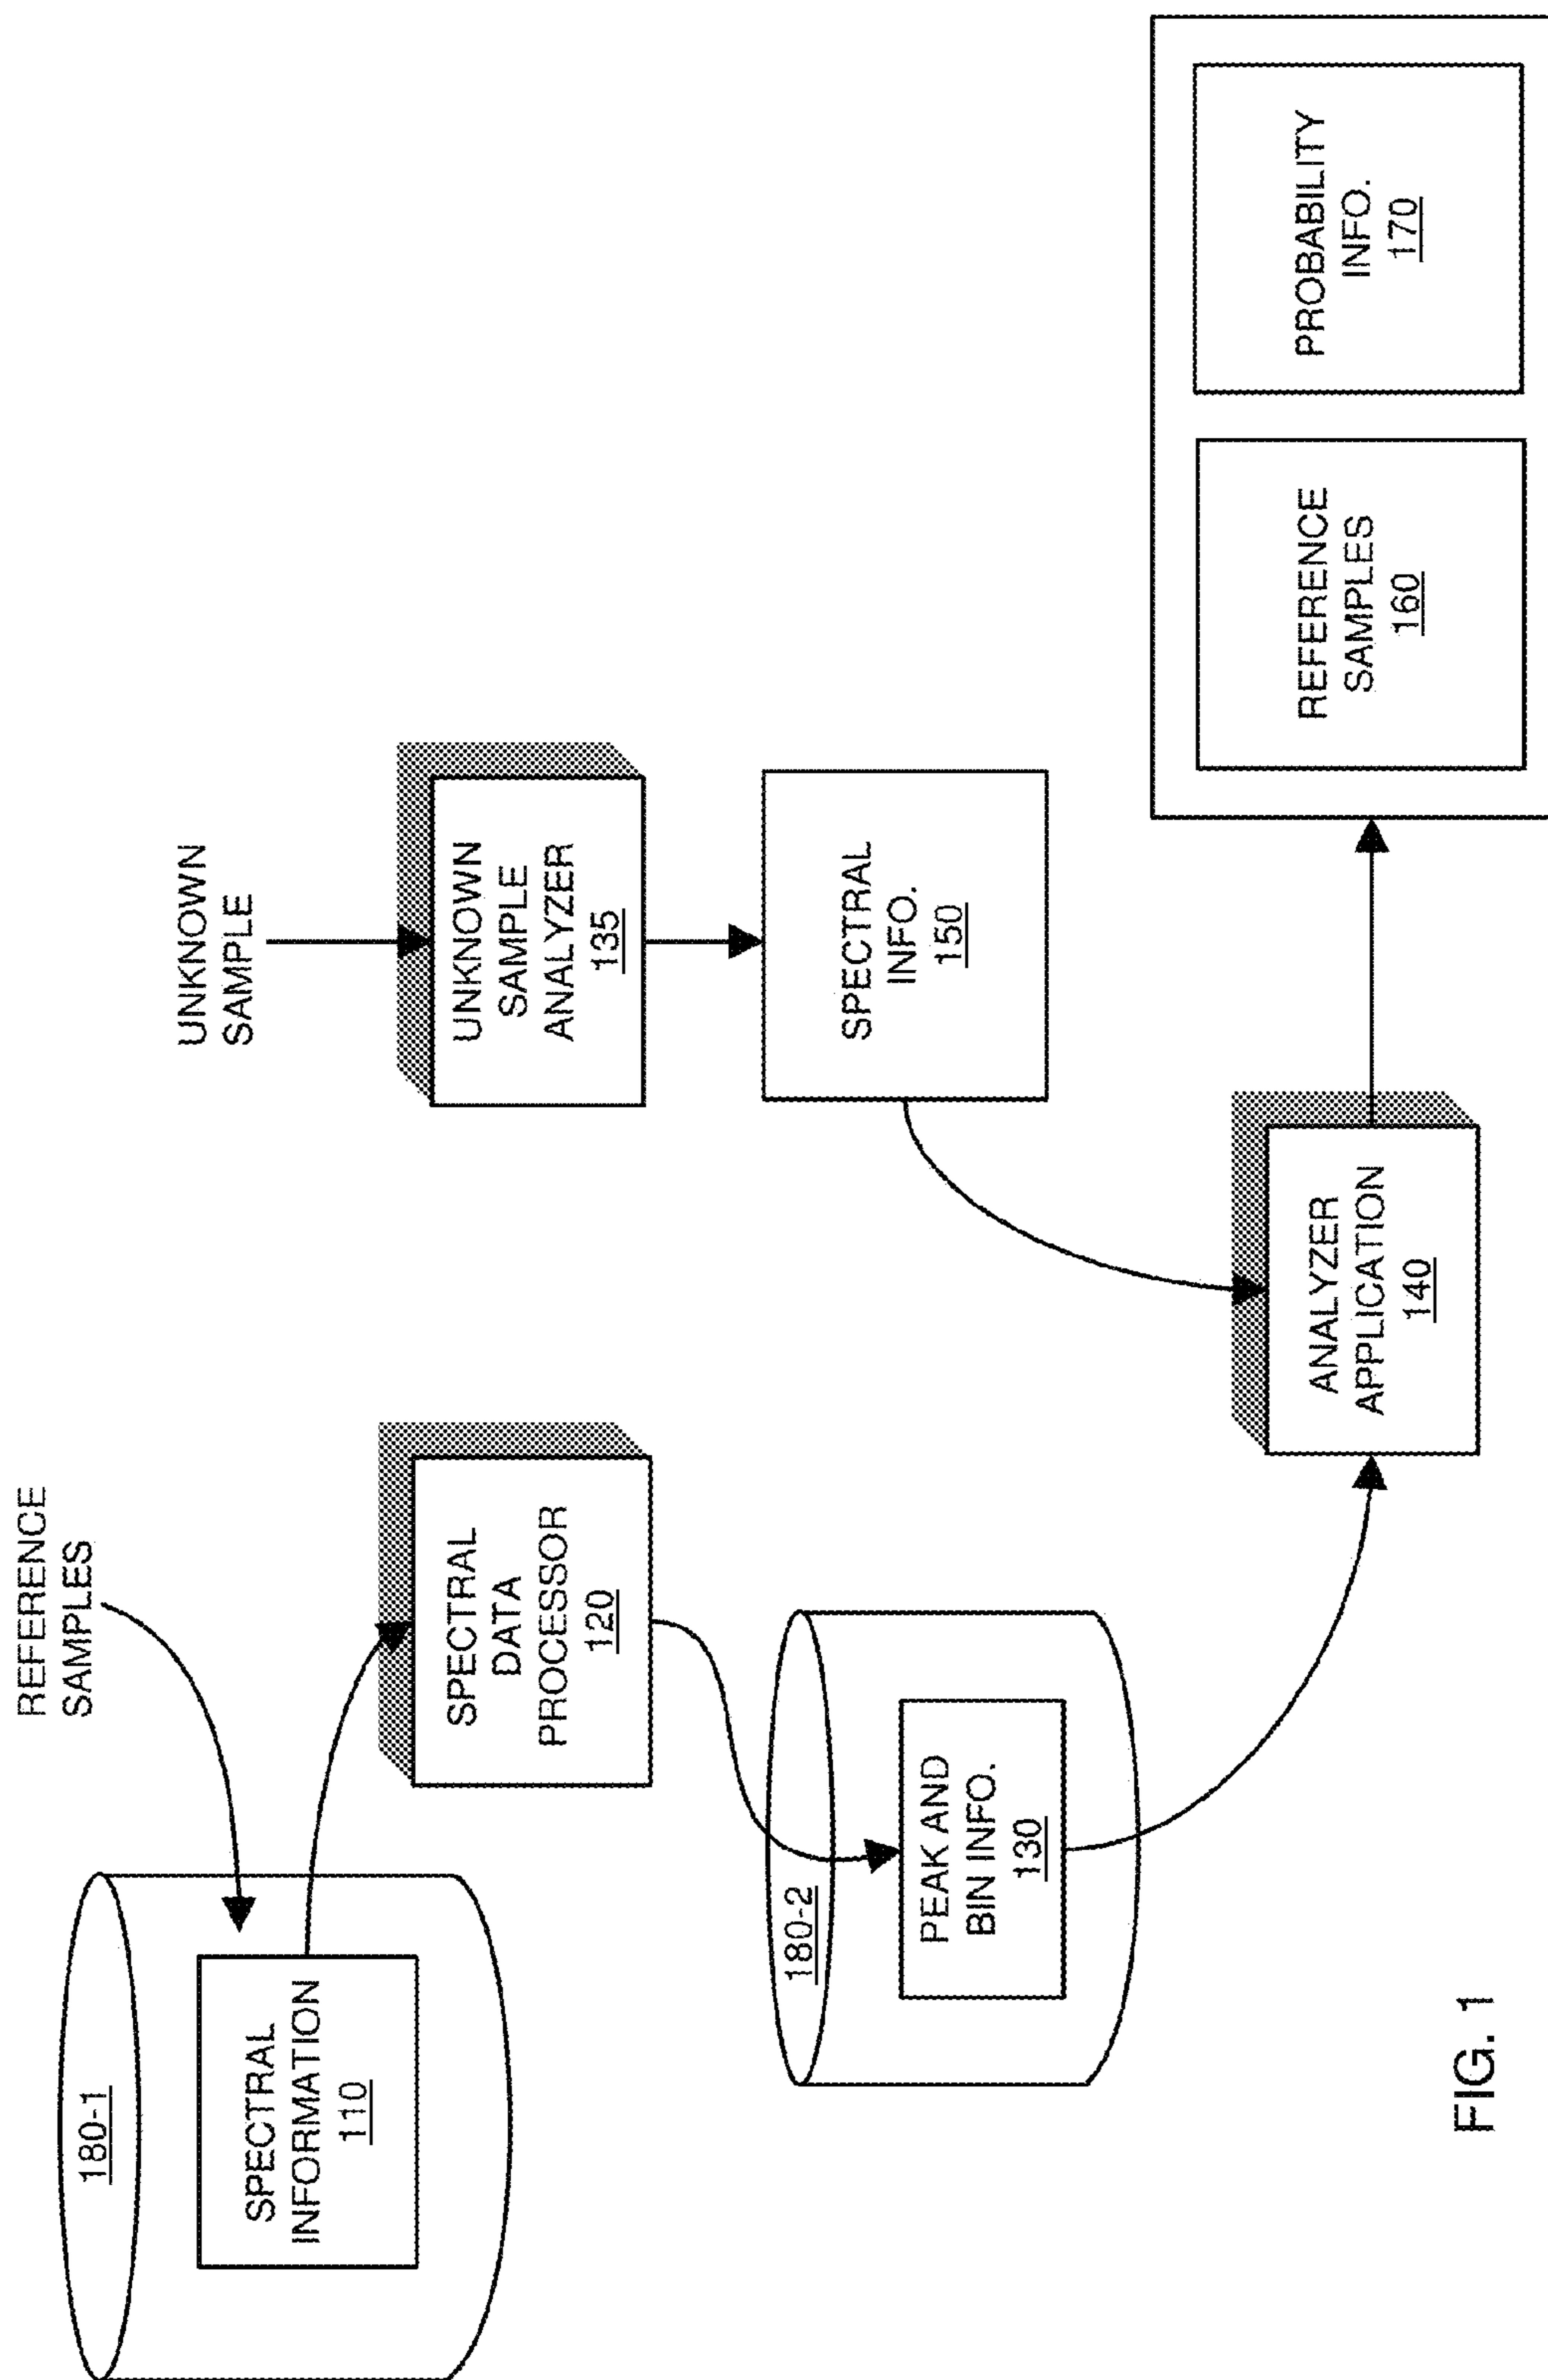 REFERENCE
SAMPLES
180-1
SPECTRAL
INFORMATION
110
SPECTRAL
DATA
PROCESSOR
120
180-2
PEAK AND
BIN INFO.
130
UNKNOWN
SAMPLE
UNKNOWN
SAMPLE
ANALYZER
135
SPECTRAL
INFO.
150
ANALYZER
APPLICATION
140
REFERENCE
SAMPLES
160
PROBABILITY
INFO.
170
FIG. 1